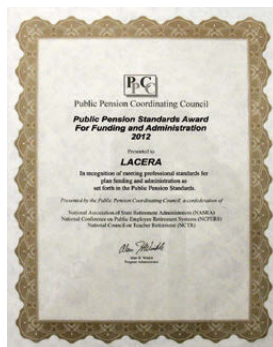 PPCC
Public Pension Coordinating Council
Public Pension Standards Award
For Funding and Administration
2012
Presented to
LACERA
In recognition of meeting professional standards for
plan funding and administration as
set forth in the Public Pension Standards.
Presented by the Public Pension Coordinating Council, a confederation of
National Association of State Retirement Administrators (NASRA)
National Conference on Public Employee Retirement Systems (NCPERS)
National Council on Teacher Retirement (NCTR)
Alan H. Winkle
Program Administrator